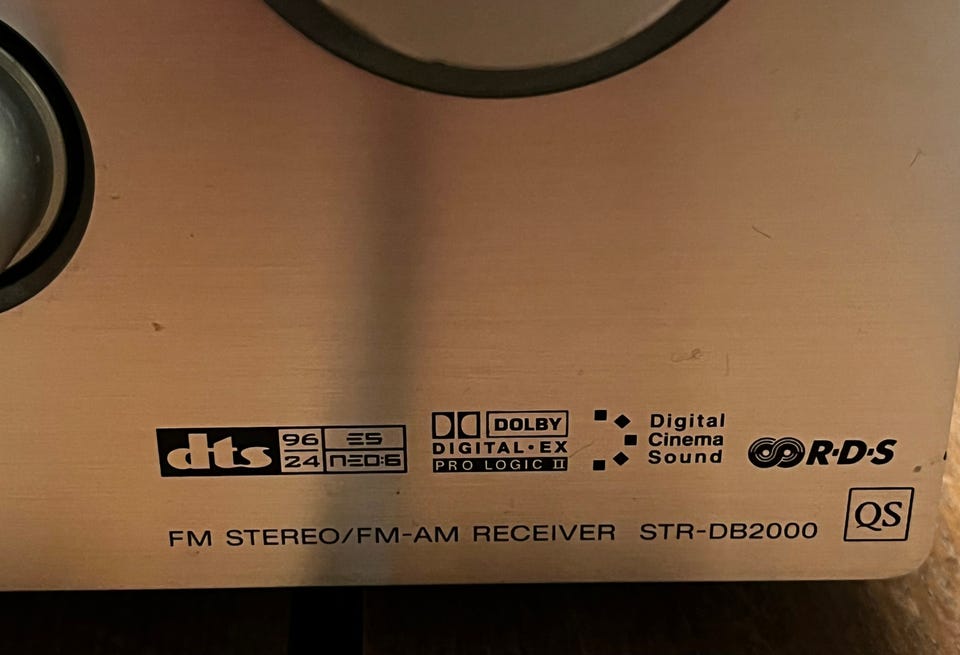 dts 96 ES
24 NEO:6
DOLBY
DIGITAL·EX
PRO LOGIC II
Digital
Cinema
Sound
R·D·S
QS
FM STEREO/FM-AM RECEIVER STR-DB2000